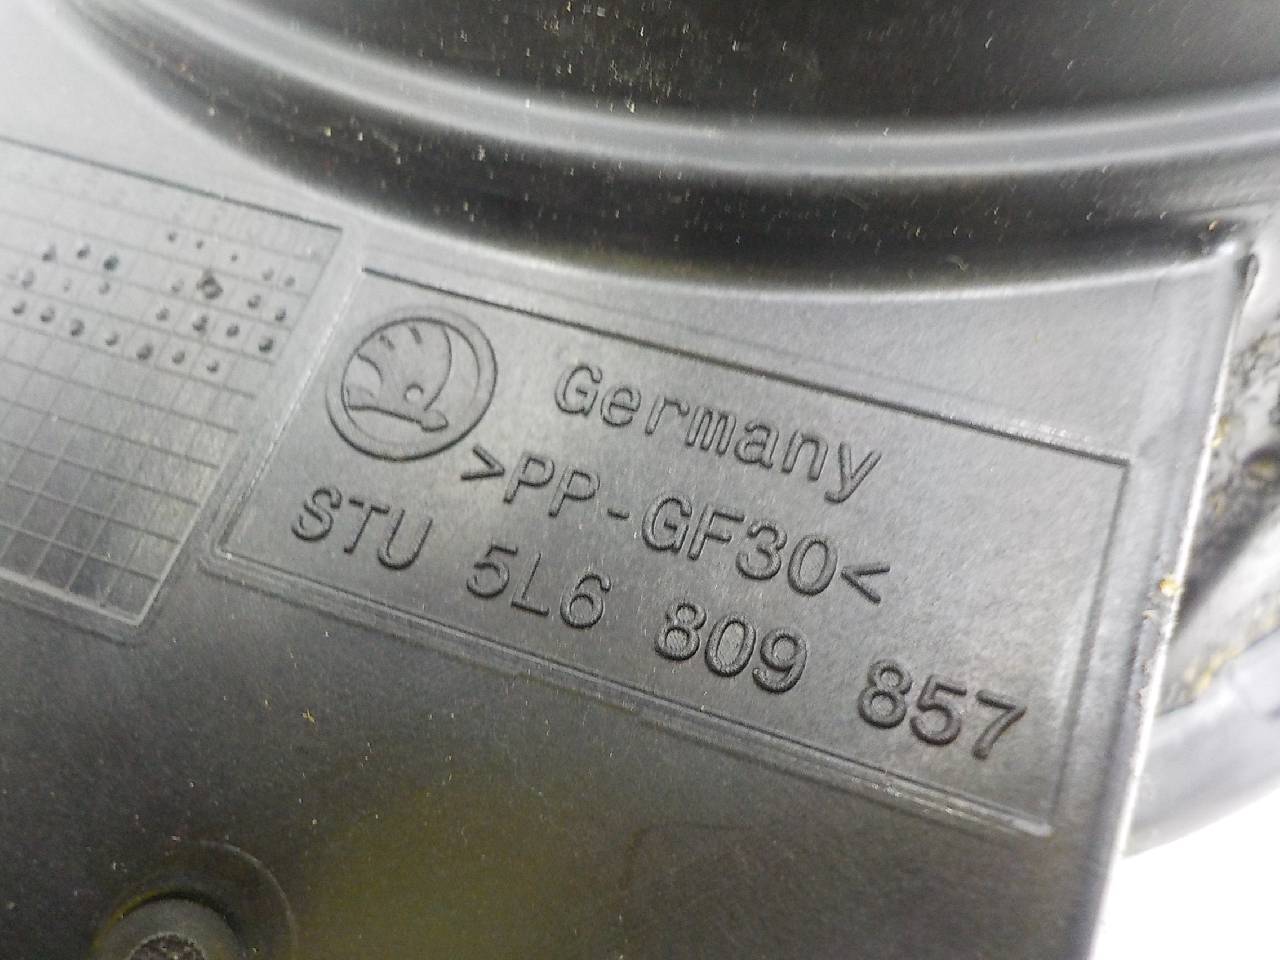 Germany
>PP-GF30<
STU 5L6 809 857